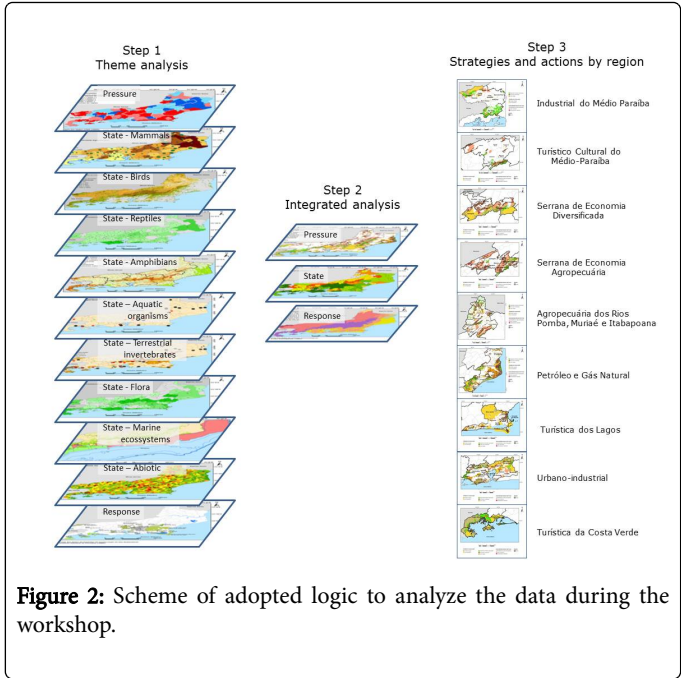 Step 1
Theme analysis
Pressure
State - Mammals
State - Birds
State - Reptiles
State - Amphibians
State – Aquatic
organisms
State – Terrestrial
invertebrates
State - Flora
State – Marine
ecossystems
State – Abiotic
Response
Step 2
Integrated analysis
Pressure
State
Response
Step 3
Strategies and actions by region
Industrial do Médio Paraíba
Turístico Cultural do
Médio-Paraíba
Serrana de Economia
Diversificada
Serrana de Economia
Agropecuária
Agropecuária dos Rios
Pomba, Muriaé e Itabapoana
Petróleo e Gás Natural
Turística dos Lagos
Urbano-industrial
Turística da Costa Verde
Figure 2: Scheme of adopted logic to analyze the data during the
workshop.